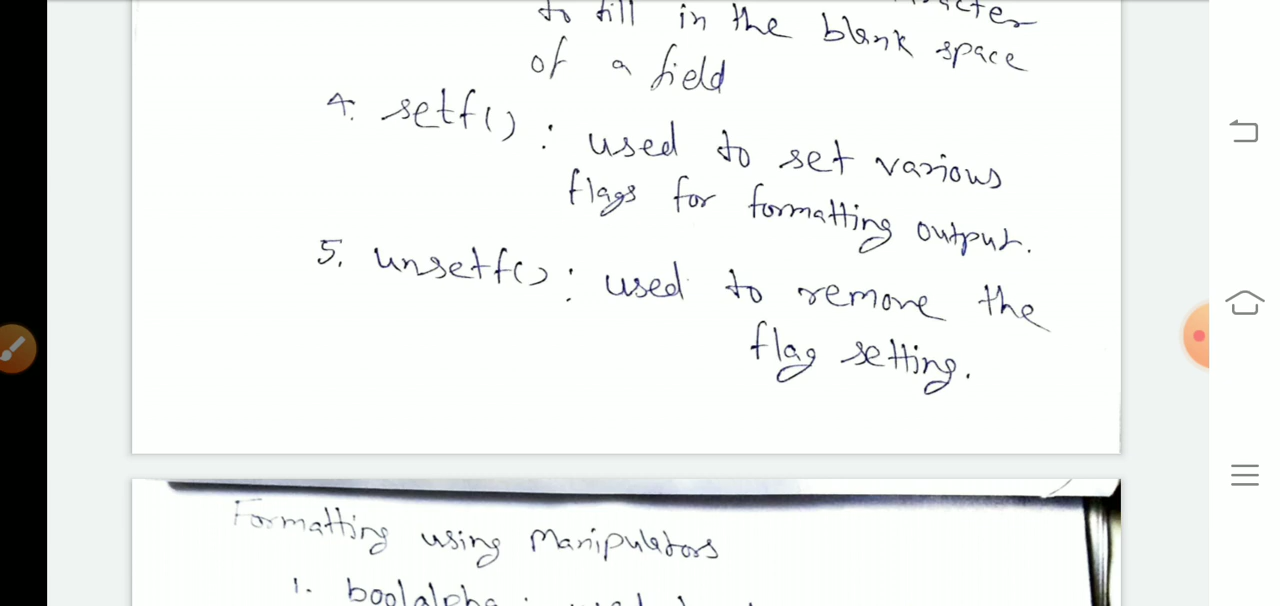 to fill in the blank space
of a field
4. setf() : used to set various
flags for formatting output.
5. unsetf() : used to remove the
flag setting.
Formatting using Manipulators
1. boolalpha :